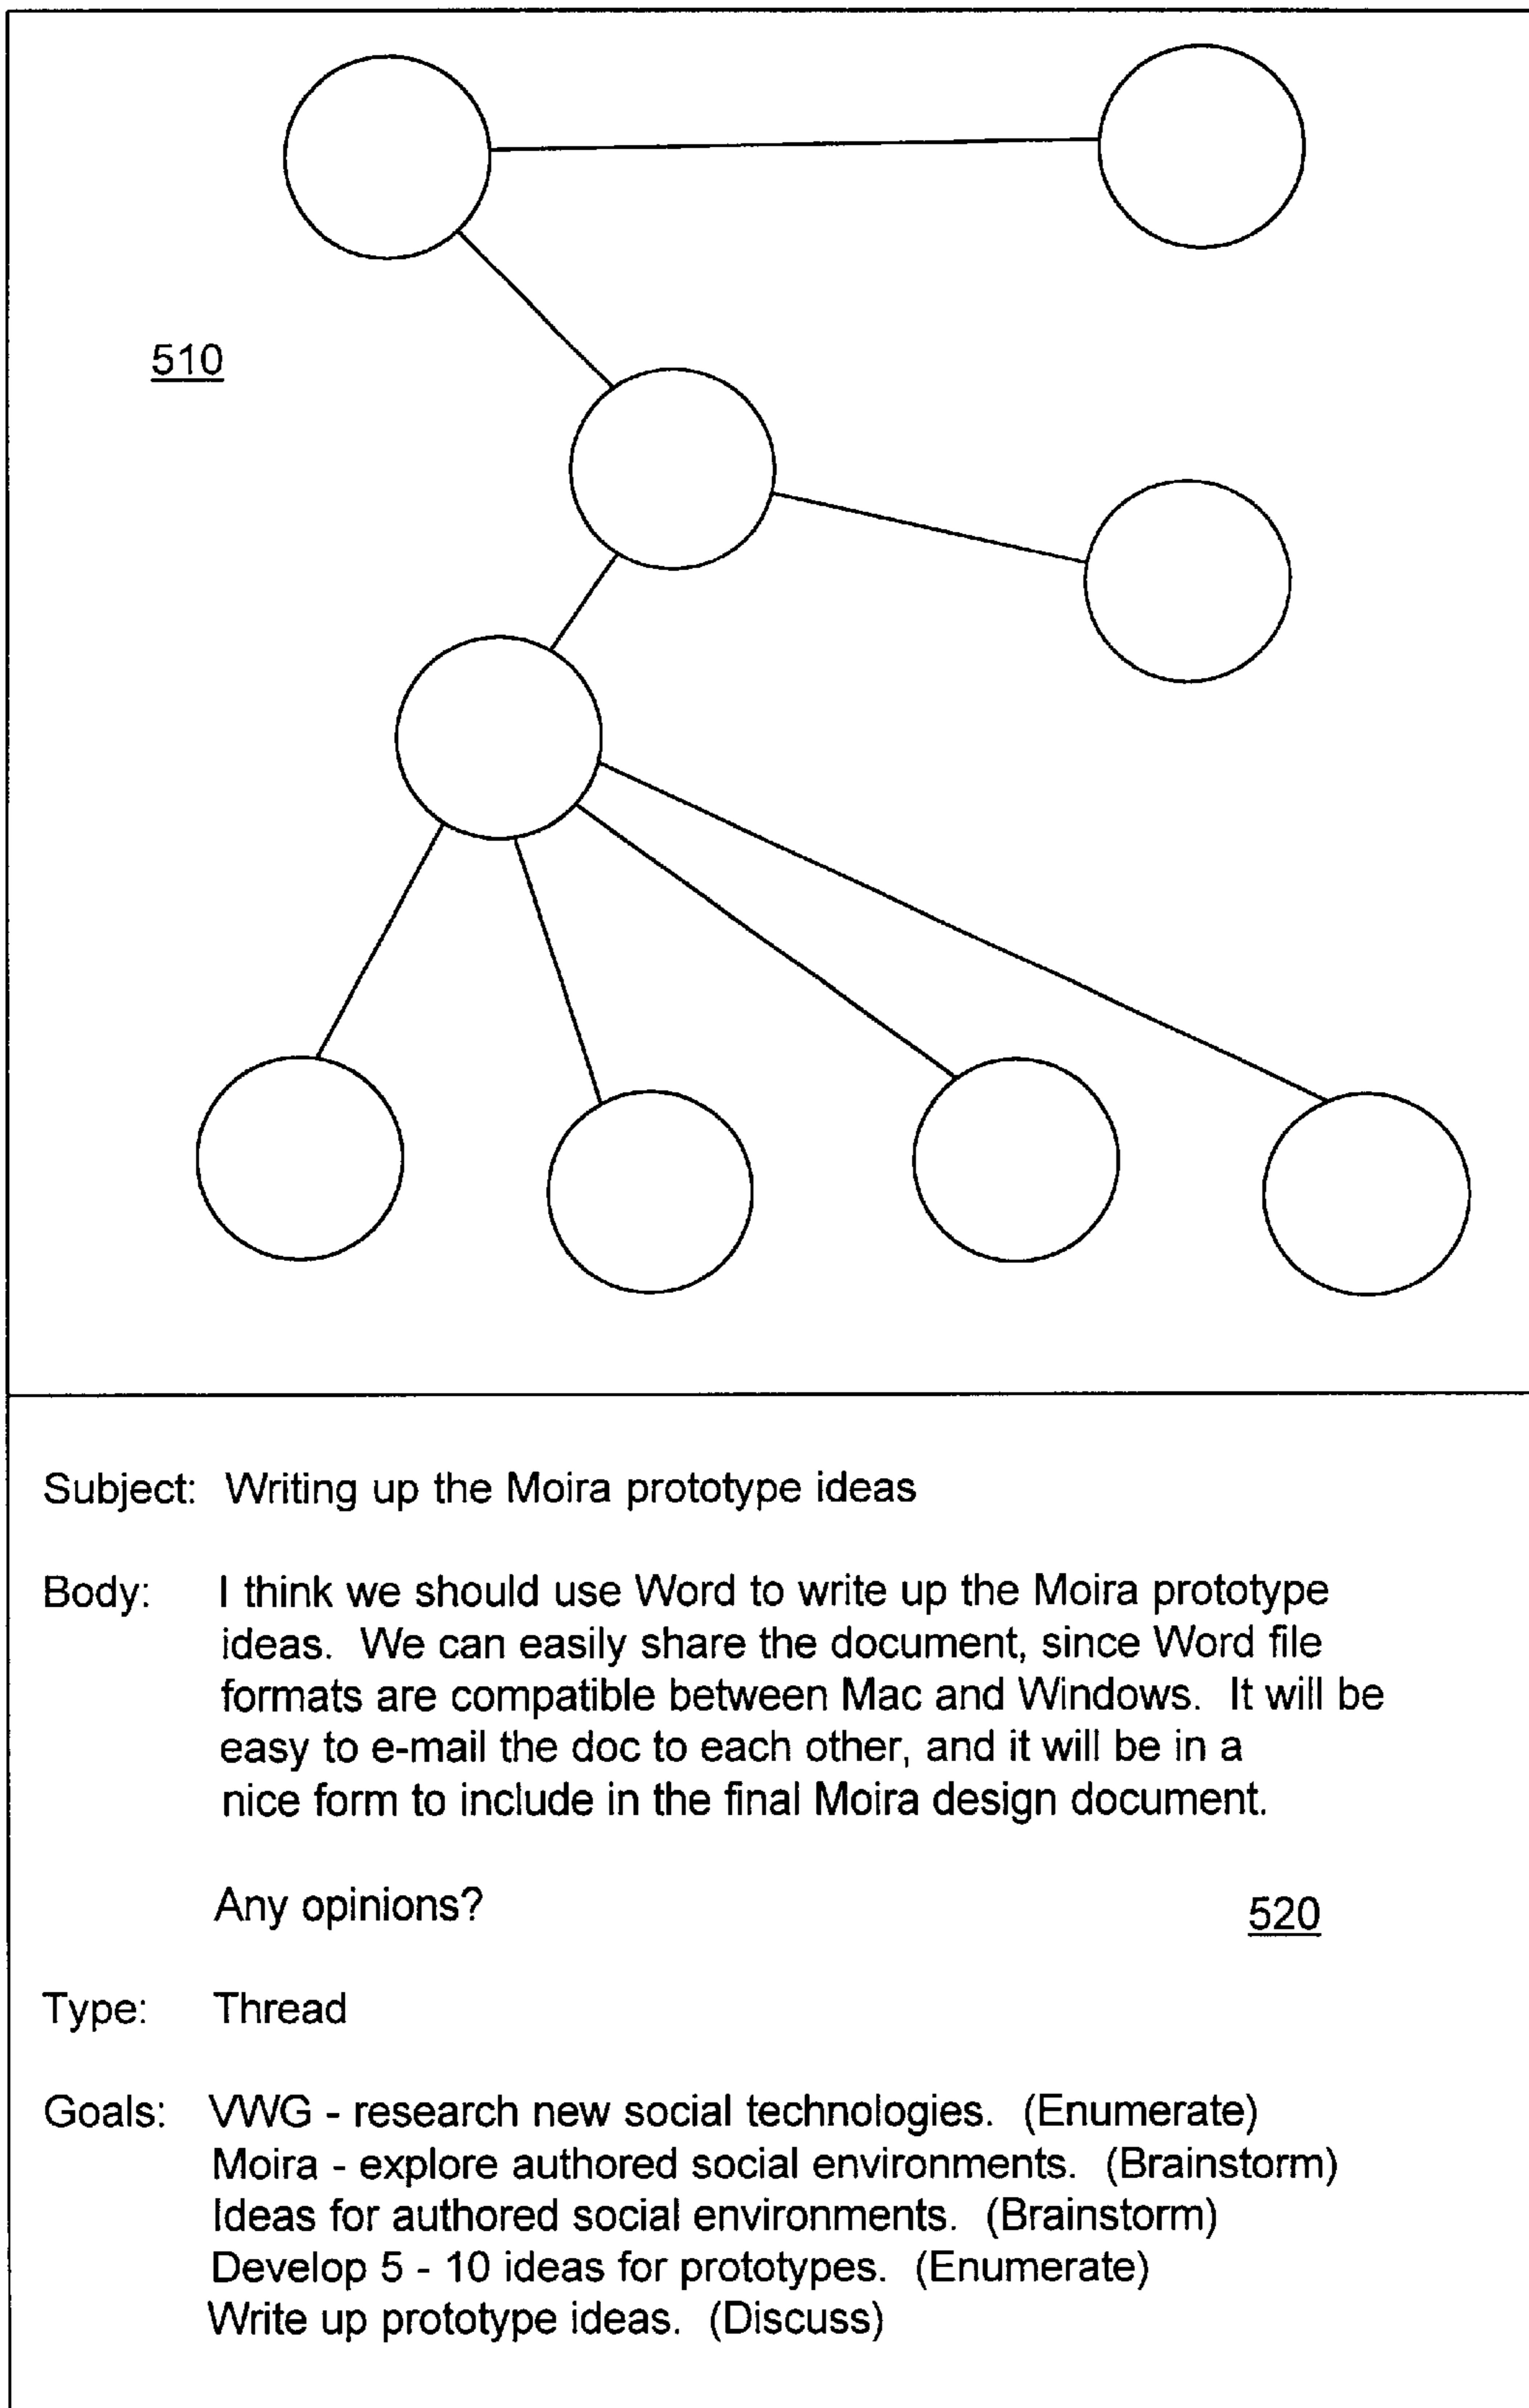 510
Subject: Writing up the Moira prototype ideas
Body: I think we should use Word to write up the Moira prototype
ideas. We can easily share the document, since Word file
formats are compatible between Mac and Windows. It will be
easy to e-mail the doc to each other, and it will be in a
nice form to include in the final Moira design document.
Any opinions?
520
Type: Thread
Goals: VWG - research new social technologies. (Enumerate)
Moira - explore authored social environments. (Brainstorm)
Ideas for authored social environments. (Brainstorm)
Develop 5 - 10 ideas for prototypes. (Enumerate)
Write up prototype ideas. (Discuss)